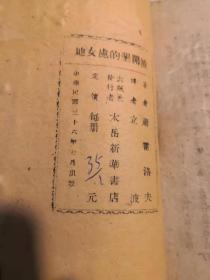 被開墾的處女地
著者 蕭霍洛夫
譯者 立波
出版兼
發行者 太岳新華書店
定價 每冊 35 元
中華民國三十六年七月出版